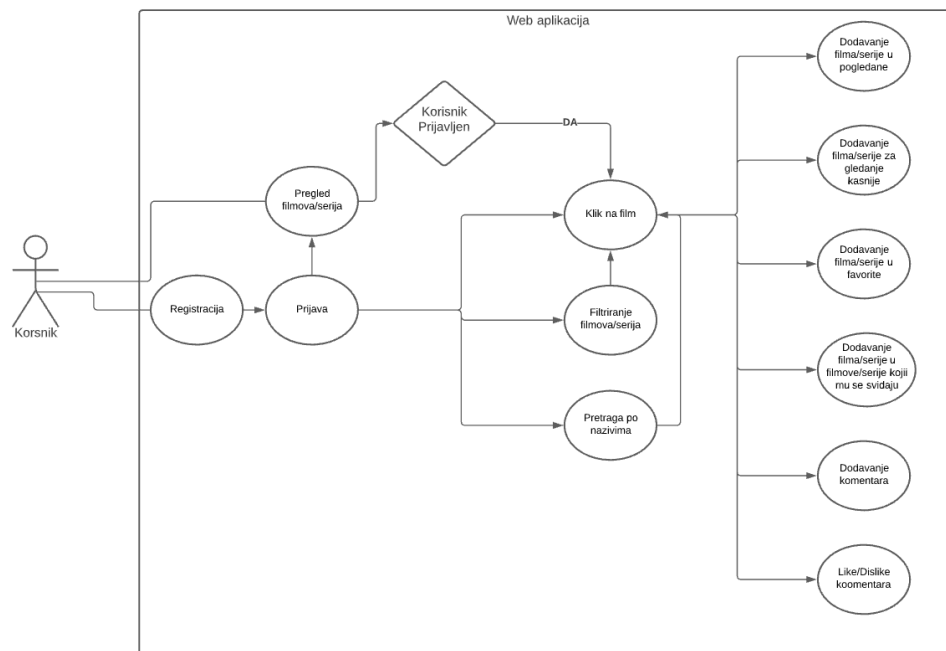 Web aplikacija
Korisnik
Prijavljen
DA
Pregled
filmova/serija
Klik na film
Korsnik
Registracija
Prijava
Filtriranje
filmova/serija
Pretraga po
nazivima
Dodavanje
filma/serije u
pogledane
Dodavanje
filma/serije za
gledanje
kasnije
Dodavanje
filma/serije u
favorite
Dodavanje
filma/serije u
filmove/serije kojii
mu se svidaju
Dodavanje
komentara
Like/Dislike
koomentara